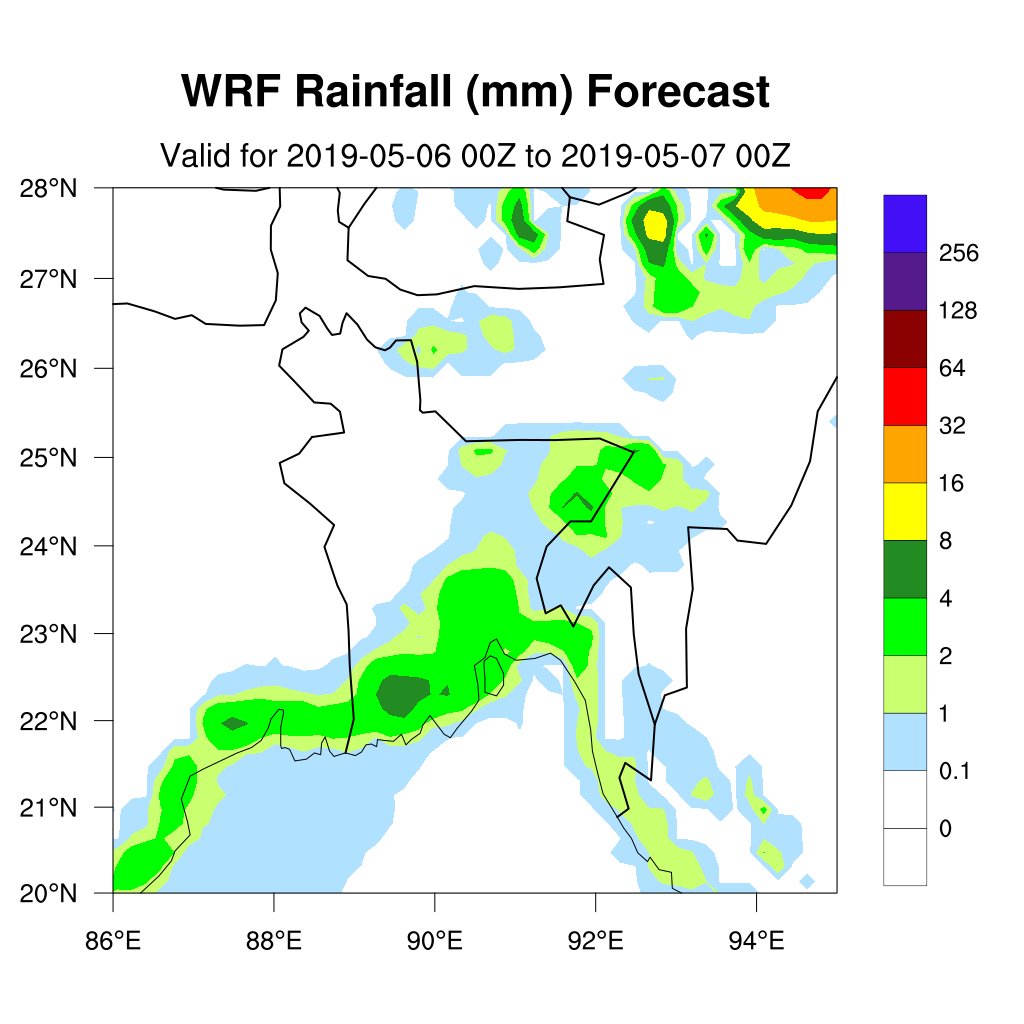 WRF Rainfall (mm) Forecast
Valid for 2019-05-06 00Z to 2019-05-07 00Z
28°N
27°N
26°N
25°N
24°N
23°N
22°N
21°N
20°N
86°E
88°E
90°E
92°E
94°E
256
128
64
32
16
8
4
2
1
0.1
0